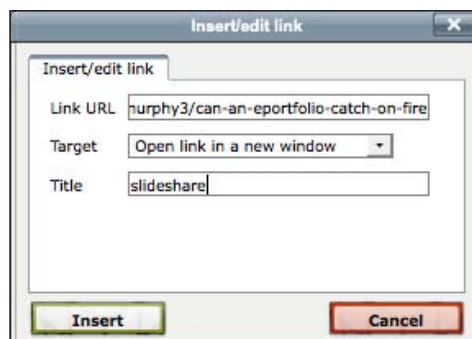 Insert/edit link
Insert/edit link
Link URL nurphy3/can-an-eportfolio-catch-on-fire
Target Open link in a new window
Title slideshare
Insert Cancel